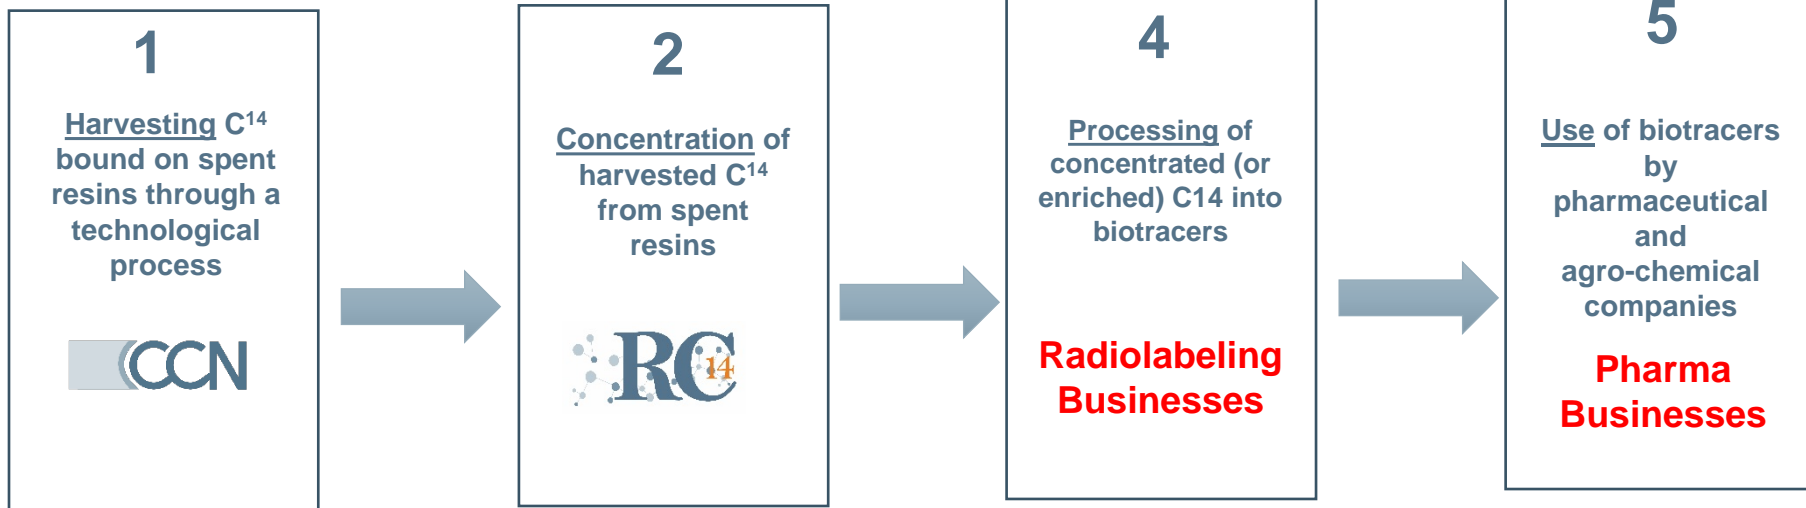 1
Harvesting C14
bound on spent
resins through a
technological
process
CCN
2
Concentration of
harvested C14
from spent
resins
RC
14
4
Processing of
concentrated (or
enriched) C14 into
biotracers
Radiolabeling
Businesses
5
Use of biotracers
by
pharmaceutical
and
agro-chemical
companies
Pharma
Businesses